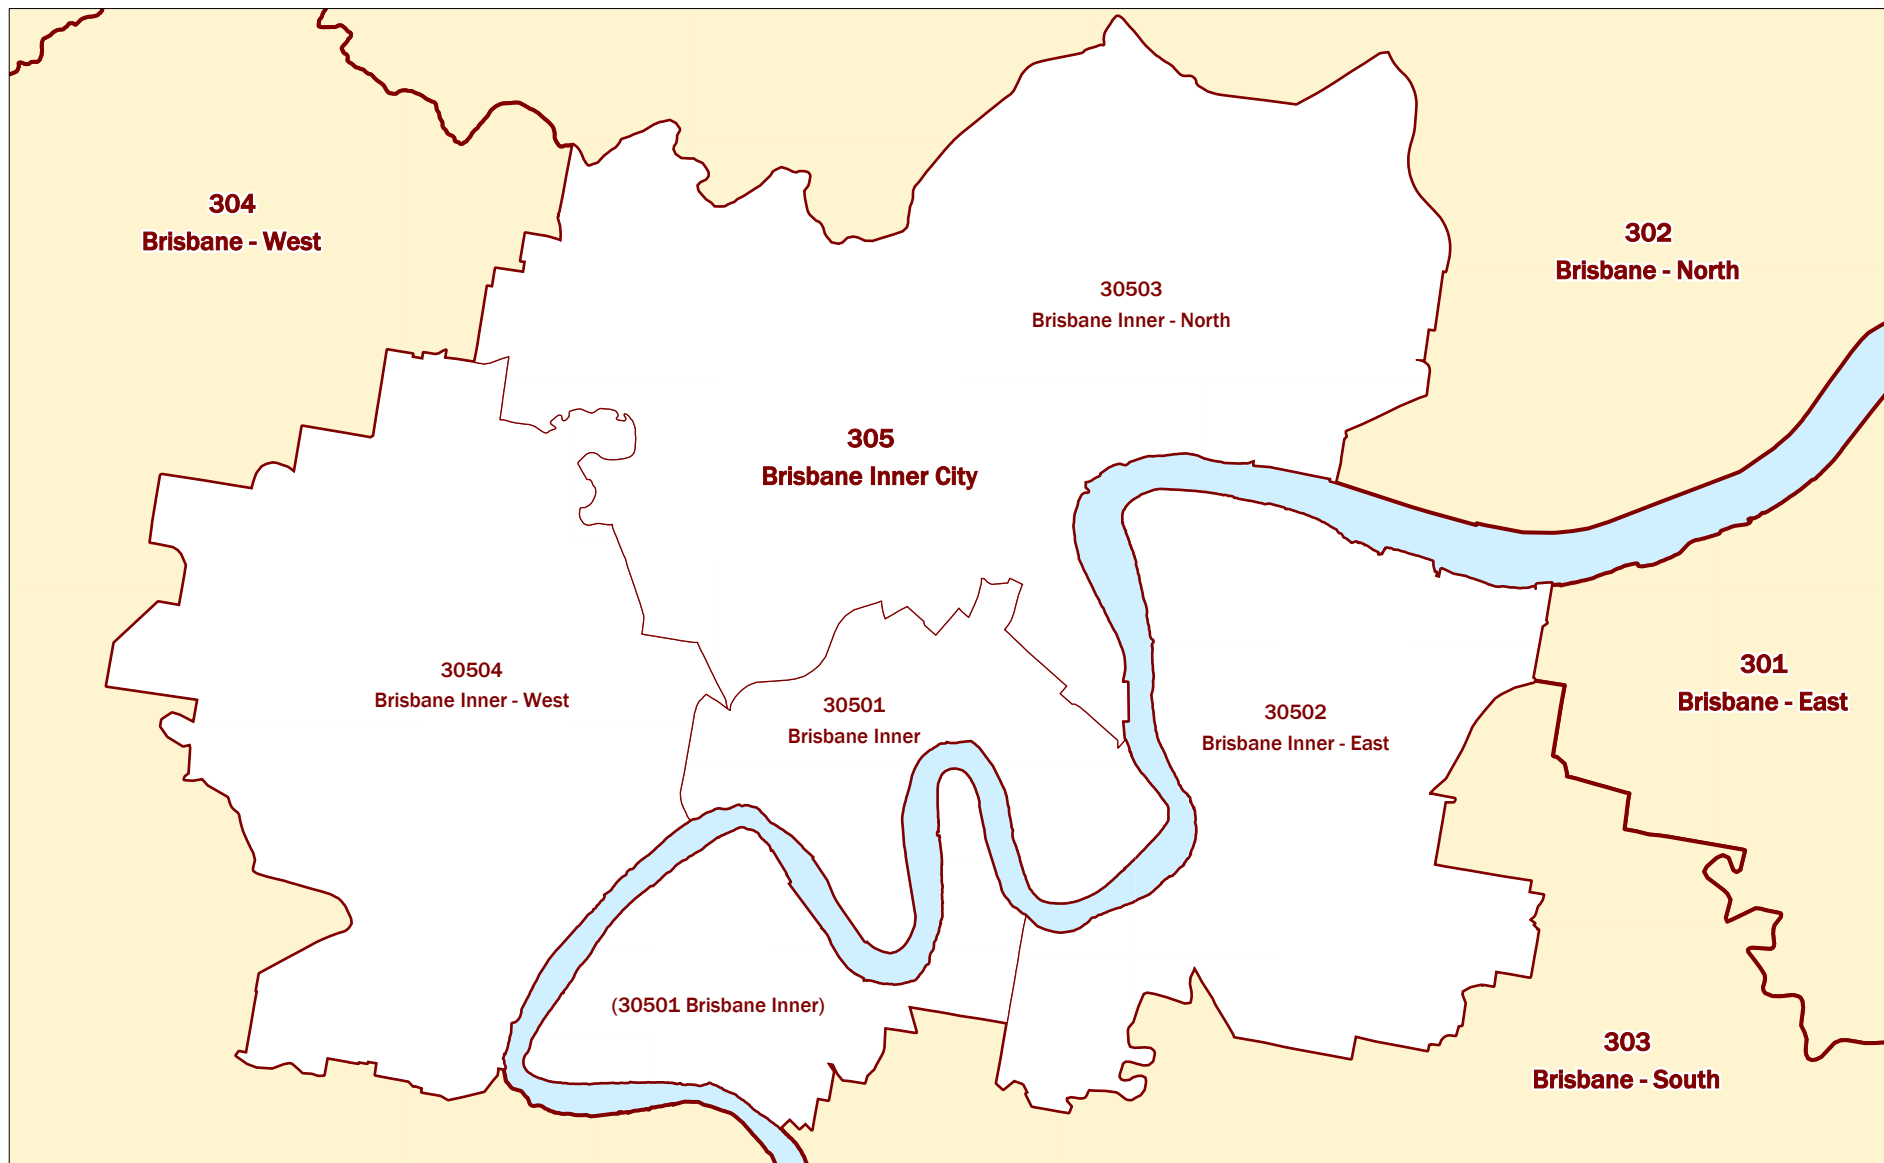 304
Brisbane - West
302
Brisbane - North
30503
Brisbane Inner - North
305
Brisbane Inner City
30504
Brisbane Inner - West
30501
Brisbane Inner
30502
Brisbane Inner - East
301
Brisbane - East
(30501 Brisbane Inner)
303
Brisbane - South